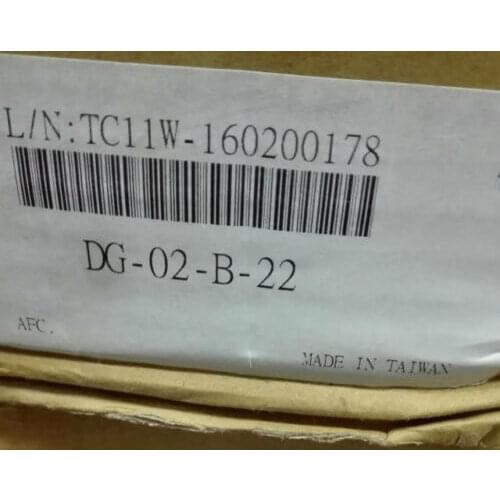 L/N:TC11W-160200178
DG-02-B-22
AFC.
MADE IN TAIWAN